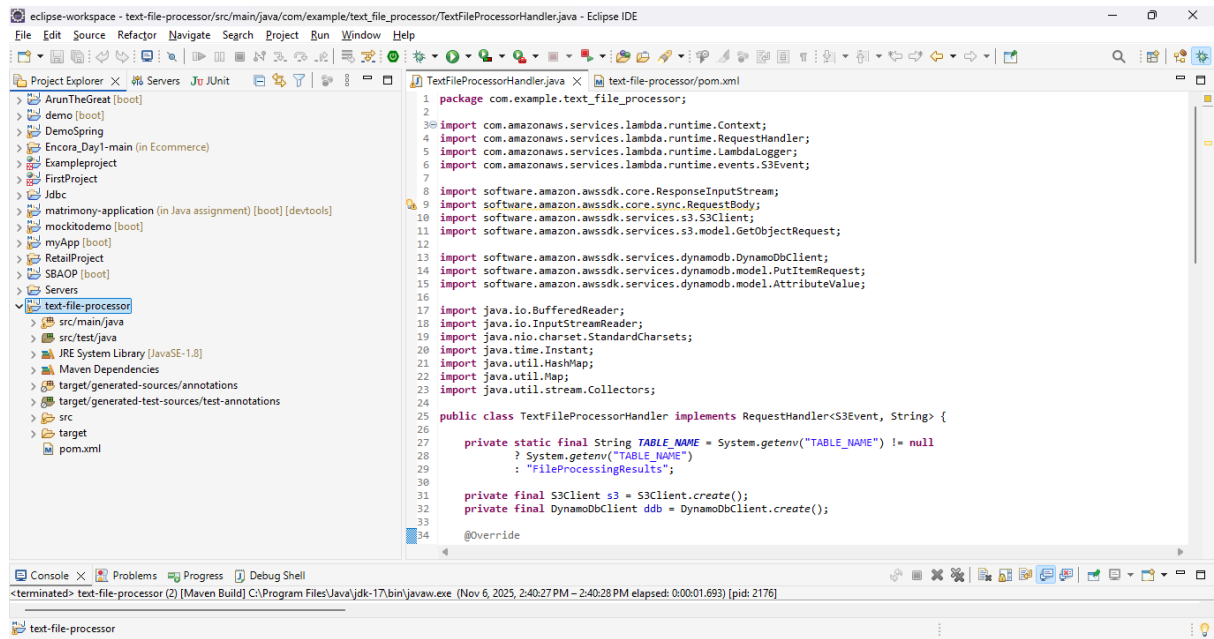 eclipse-workspace - text-file-processor/src/main/java/com/example/text_file_processor/TextFileProcessorHandler.java - Eclipse IDE
File Edit Source Refactor Navigate Search Project Run Window Help
Project Explorer Servers JUnit
ArunTheGreat [boot]
demo [boot]
DemoSpring
Encora_Day1-main (in Ecommerce)
Exampleproject
FirstProject
Jdbc
matrimony-application (in Java assignment) [boot] [devtools]
mockitodemo [boot]
myApp [boot]
RetailProject
SBAOP [boot]
Servers
text-file-processor
src/main/java
src/test/java
JRE System Library [JavaSE-1.8]
Maven Dependencies
target/generated-sources/annotations
target/generated-test-sources/test-annotations
src
target
pom.xml
TextFileProcessorHandler.java text-file-processor/pom.xml
1 package com.example.text_file_processor;
2
3 import com.amazonaws.services.lambda.runtime.Context;
4 import com.amazonaws.services.lambda.runtime.RequestHandler;
5 import com.amazonaws.services.lambda.runtime.LambdaLogger;
6 import com.amazonaws.services.lambda.runtime.events.S3Event;
7
8 import software.amazon.awssdk.core.ResponseInputStream;
9 import software.amazon.awssdk.core.sync.RequestBody;
10 import software.amazon.awssdk.services.s3.S3Client;
11 import software.amazon.awssdk.services.s3.model.GetObjectRequest;
12
13 import software.amazon.awssdk.services.dynamodb.DynamoDbClient;
14 import software.amazon.awssdk.services.dynamodb.model.PutItemRequest;
15 import software.amazon.awssdk.services.dynamodb.model.AttributeValue;
16
17 import java.io.BufferedReader;
18 import java.io.InputStreamReader;
19 import java.nio.charset.StandardCharsets;
20 import java.time.Instant;
21 import java.util.HashMap;
22 import java.util.Map;
23 import java.util.stream.Collectors;
24
25 public class TextFileProcessorHandler implements RequestHandler<S3Event, String> {
26
27 private static final String TABLE_NAME = System.getenv("TABLE_NAME") != null
28 ? System.getenv("TABLE_NAME")
29 : "FileProcessingResults";
30
31 private final S3Client s3 = S3Client.create();
32 private final DynamoDbClient ddb = DynamoDbClient.create();
33
34 @Override
Console Problems Progress Debug Shell
<terminated> text-file-processor (2) [Maven Build] C:\Program Files\Java\jdk-17\bin\javaw.exe (Nov 6, 2025, 2:40:27 PM – 2:40:28 PM elapsed: 0:00:01.693) [pid: 2176]
text-file-processor